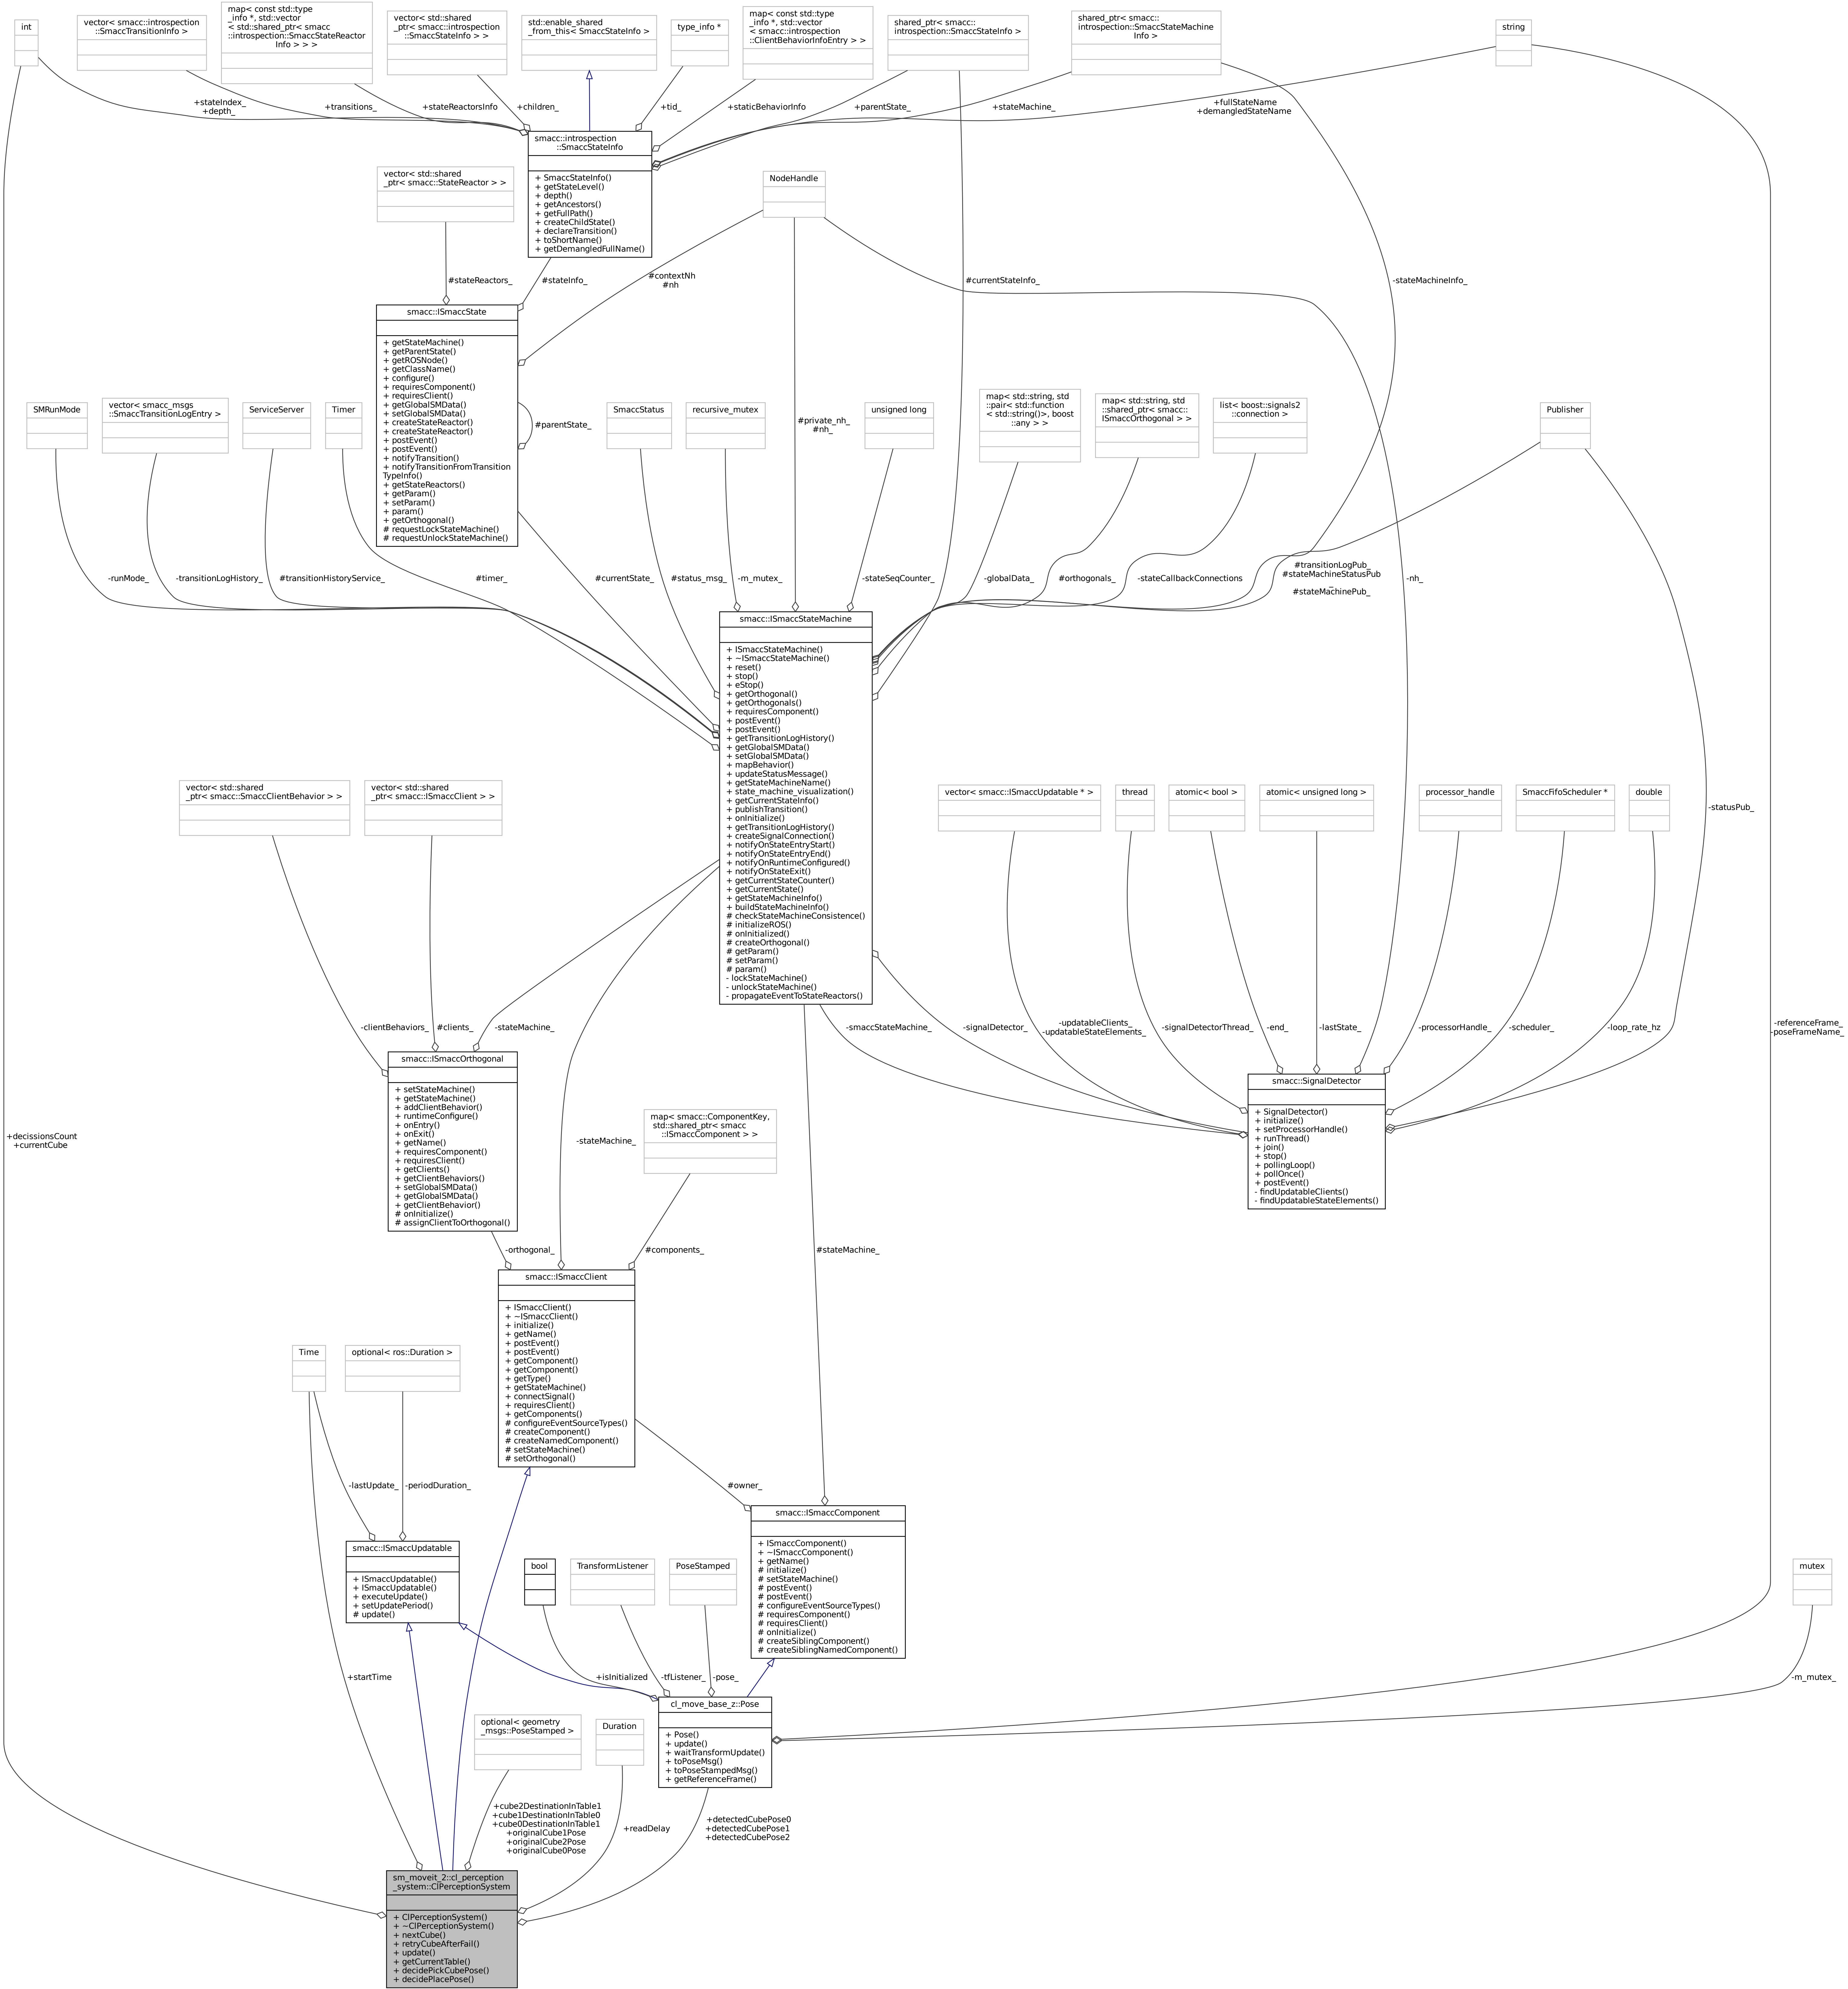 int
vector< smacc::introspection
::SmaccTransitionInfo >
map< const std::type
_info *, std::vector
< std::shared_ptr< smacc
::introspection::SmaccStateReactor
Info > > >
vector< std::shared
_ptr< smacc::introspection
::SmaccStateInfo > >
std::enable_shared
_from_this< SmaccStateInfo >
type_info *
map< const std::type
_info *, std::vector
< smacc::introspection
::ClientBehaviorInfoEntry > >
shared_ptr< smacc::
introspection::SmaccStateInfo >
shared_ptr< smacc::
introspection::SmaccStateMachine
Info >
string
+stateIndex_
+depth_
+transitions_
+stateReactorsInfo
+children_
+tid_
+staticBehaviorInfo
+parentState_
+stateMachine_
+fullStateName
+demangledStateName
smacc::introspection
::SmaccStateInfo
+ SmaccStateInfo()
+ getStateLevel()
+ depth()
+ getAncestors()
+ getFullPath()
+ createChildState()
+ declareTransition()
+ toShortName()
+ getDemangledFullName()
vector< std::shared
_ptr< smacc::StateReactor > >
NodeHandle
#stateReactors_
#stateInfo_
#contextNh
#nh
#currentStateInfo_
-stateMachineInfo_
smacc::ISmaccState
+ getStateMachine()
+ getParentState()
+ getROSNode()
+ getClassName()
+ configure()
+ requiresComponent()
+ requiresClient()
+ getGlobalSMData()
+ setGlobalSMData()
+ createStateReactor()
+ createStateReactor()
+ postEvent()
+ postEvent()
+ notifyTransition()
+ notifyTransitionFromTransition
TypeInfo()
+ getStateReactors()
+ getParam()
+ setParam()
+ param()
+ getOrthogonal()
# requestLockStateMachine()
# requestUnlockStateMachine()
#parentState_
SMRunMode
vector< smacc_msgs
::SmaccTransitionLogEntry >
ServiceServer
Timer
SmaccStatus
recursive_mutex
#private_nh_
#nh_
unsigned long
map< std::string, std
::pair< std::function
< std::string()>, boost
::any > >
map< std::string, std
::shared_ptr< smacc::
ISmaccOrthogonal > >
list< boost::signals2
::connection >
Publisher
-runMode_
-transitionLogHistory_
#transitionHistoryService_
#timer_
#currentState_
#status_msg_
-m_mutex_
-stateSeqCounter_
-globalData_
#orthogonals_
-stateCallbackConnections
#transitionLogPub_
#stateMachineStatusPub
_
#stateMachinePub_
-nh_
smacc::ISmaccStateMachine
+ ISmaccStateMachine()
+ ~ISmaccStateMachine()
+ reset()
+ stop()
+ eStop()
+ getOrthogonal()
+ getOrthogonals()
+ requiresComponent()
+ postEvent()
+ postEvent()
+ getTransitionLogHistory()
+ getGlobalSMData()
+ setGlobalSMData()
+ mapBehavior()
+ updateStatusMessage()
+ getStateMachineName()
+ state_machine_visualization()
+ getCurrentStateInfo()
+ publishTransition()
+ onInitialize()
+ getTransitionLogHistory()
+ createSignalConnection()
+ notifyOnStateEntryStart()
+ notifyOnStateEntryEnd()
+ notifyOnRuntimeConfigured()
+ notifyOnStateExit()
+ getCurrentStateCounter()
+ getCurrentState()
+ getStateMachineInfo()
+ buildStateMachineInfo()
# checkStateMachineConsistence()
# initializeROS()
# onInitialized()
# createOrthogonal()
# getParam()
# setParam()
# param()
- lockStateMachine()
- unlockStateMachine()
- propagateEventToStateReactors()
vector< std::shared
_ptr< smacc::SmaccClientBehavior > >
vector< std::shared
_ptr< smacc::ISmaccClient > >
vector< smacc::ISmaccUpdatable * >
thread
atomic< bool >
atomic< unsigned long >
processor_handle
SmaccFifoScheduler *
double
-statusPub_
-clientBehaviors_
#clients_
-stateMachine_
-smaccStateMachine_
-signalDetector_
-updatableClients_
-updatableStateElements_
-signalDetectorThread_
-end_
-lastState_
-processorHandle_
-scheduler_
-loop_rate_hz
-referenceFrame_
-poseFrameName_
smacc::ISmaccOrthogonal
+ setStateMachine()
+ getStateMachine()
+ addClientBehavior()
+ runtimeConfigure()
+ onEntry()
+ onExit()
+ getName()
+ requiresComponent()
+ requiresClient()
+ getClients()
+ getClientBehaviors()
+ setGlobalSMData()
+ getGlobalSMData()
+ getClientBehavior()
# onInitialize()
# assignClientToOrthogonal()
smacc::SignalDetector
+ SignalDetector()
+ initialize()
+ setProcessorHandle()
+ runThread()
+ join()
+ stop()
+ pollingLoop()
+ pollOnce()
+ postEvent()
- findUpdatableClients()
- findUpdatableStateElements()
+decissionsCount
+currentCube
-stateMachine_
map< smacc::ComponentKey,
std::shared_ptr< smacc
::ISmaccComponent > >
-orthogonal_
#components_
#stateMachine_
smacc::ISmaccClient
+ ISmaccClient()
+ ~ISmaccClient()
+ initialize()
+ getName()
+ postEvent()
+ postEvent()
+ getComponent()
+ getComponent()
+ getType()
+ getStateMachine()
+ connectSignal()
+ requiresClient()
+ getComponents()
# configureEventSourceTypes()
# createComponent()
# createNamedComponent()
# setStateMachine()
# setOrthogonal()
Time
optional< ros::Duration >
-lastUpdate_
-periodDuration_
#owner_
smacc::ISmaccUpdatable
+ ISmaccUpdatable()
+ ISmaccUpdatable()
+ executeUpdate()
+ setUpdatePeriod()
# update()
smacc::ISmaccComponent
+ ISmaccComponent()
+ ~ISmaccComponent()
+ getName()
# initialize()
# setStateMachine()
# postEvent()
# postEvent()
# configureEventSourceTypes()
# requiresComponent()
# requiresClient()
# onInitialize()
# createSiblingComponent()
# createSiblingNamedComponent()
bool
TransformListener
PoseStamped
mutex
+startTime
+isInitialized
-tfListener_
-pose_
-m_mutex_
cl_move_base_z::Pose
+ Pose()
+ update()
+ waitTransformUpdate()
+ toPoseMsg()
+ toPoseStampedMsg()
+ getReferenceFrame()
optional< geometry
_msgs::PoseStamped >
Duration
+cube2DestinationInTable1
+cube1DestinationInTable0
+cube0DestinationInTable1
+originalCube1Pose
+originalCube2Pose
+originalCube0Pose
+readDelay
+detectedCubePose0
+detectedCubePose1
+detectedCubePose2
sm_moveit_2::cl_perception
_system::ClPerceptionSystem
+ ClPerceptionSystem()
+ ~ClPerceptionSystem()
+ nextCube()
+ retryCubeAfterFail()
+ update()
+ getCurrentTable()
+ decidePickCubePose()
+ decidePlacePose()